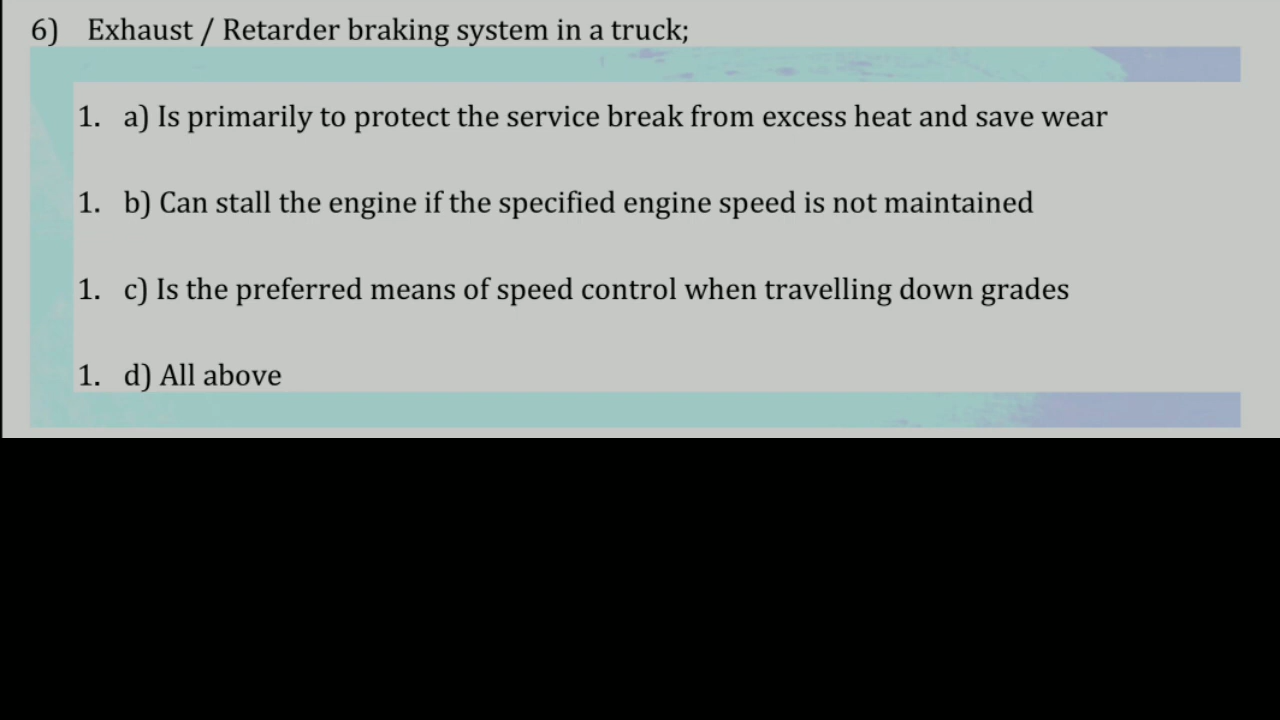 6) Exhaust / Retarder braking system in a truck;
1. a) Is primarily to protect the service break from excess heat and save wear
1. b) Can stall the engine if the specified engine speed is not maintained
1. c) Is the preferred means of speed control when travelling down grades
1. d) All above